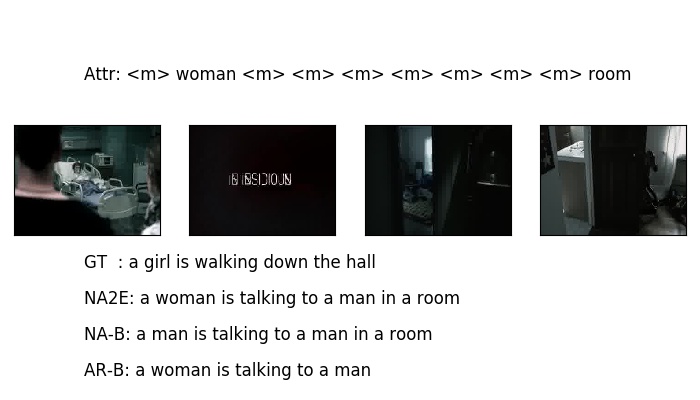 Attr: <m> woman <m> <m> <m> <m> <m> <m> <m> room
GT  : a girl is walking down the hall
NA2E: a woman is talking to a man in a room
NA-B: a man is talking to a man in a room
AR-B: a woman is talking to a man